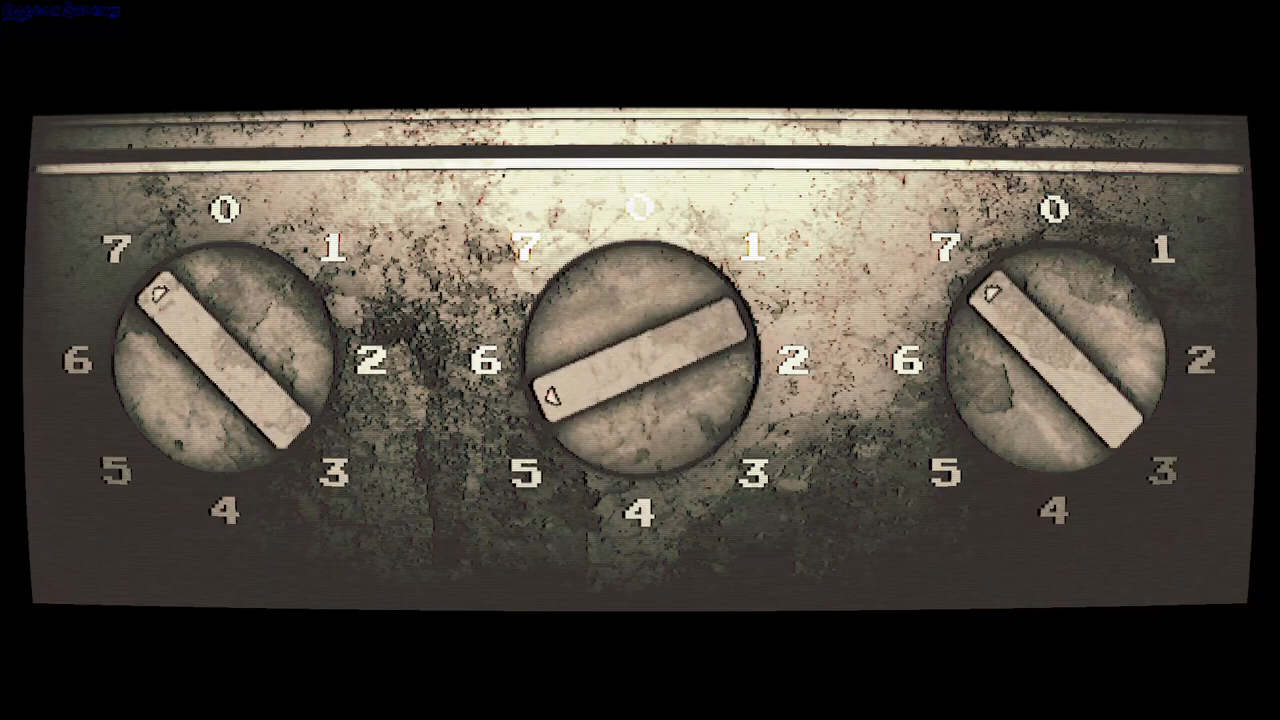 0 0 0
7 1 7 1 7 1
6 2 6 2 6 2
5 3 5 3 5 3
4 4 4